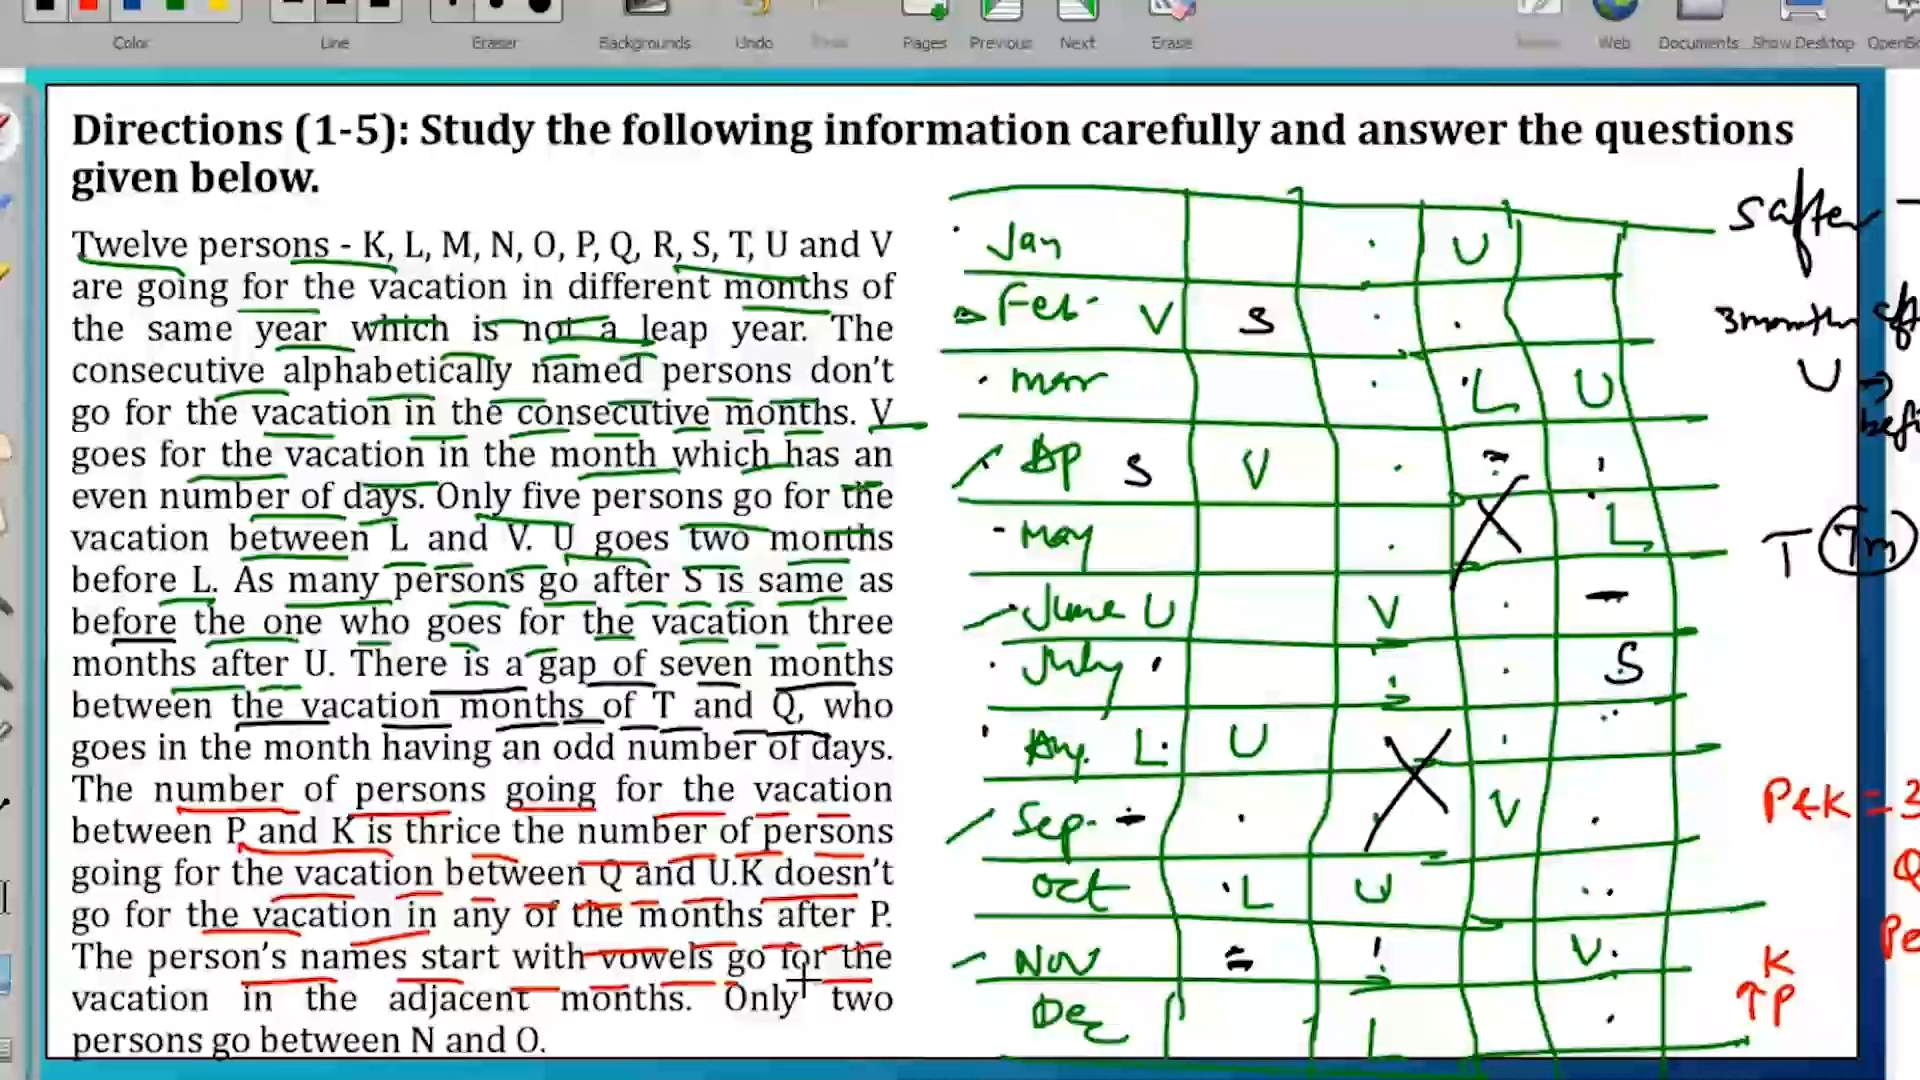 Color Line Eraser Backgrounds Undo Pages Previous Next Erase Web Documents Show Desktop
Directions (1-5): Study the following information carefully and answer the questions
given below.
Twelve persons - K, L, M, N, O, P, Q, R, S, T, U and V
are going for the vacation in different months of
the same year which is not a leap year. The
consecutive alphabetically named persons don't
go for the vacation in the consecutive months. V
goes for the vacation in the month which has an
even number of days. Only five persons go for the
vacation between L and V. U goes two months
before L. As many persons go after S is same as
before the one who goes for the vacation three
months after U. There is a gap of seven months
between the vacation months of T and Q, who
goes in the month having an odd number of days.
The number of persons going for the vacation
between P and K is thrice the number of persons
going for the vacation between Q and U.K doesn't
go for the vacation in any of the months after P.
The person's names start with vowels go for the
vacation in the adjacent months. Only two
persons go between N and O.
Jan U
Feb V S
Mar L U
Ap S V
May L
June U V
July S
Aug. L U
Sep V
Oct L U
Nov V
Dec L
S after
3months
U
T 7m
P&K = 3
Q
K
↑P